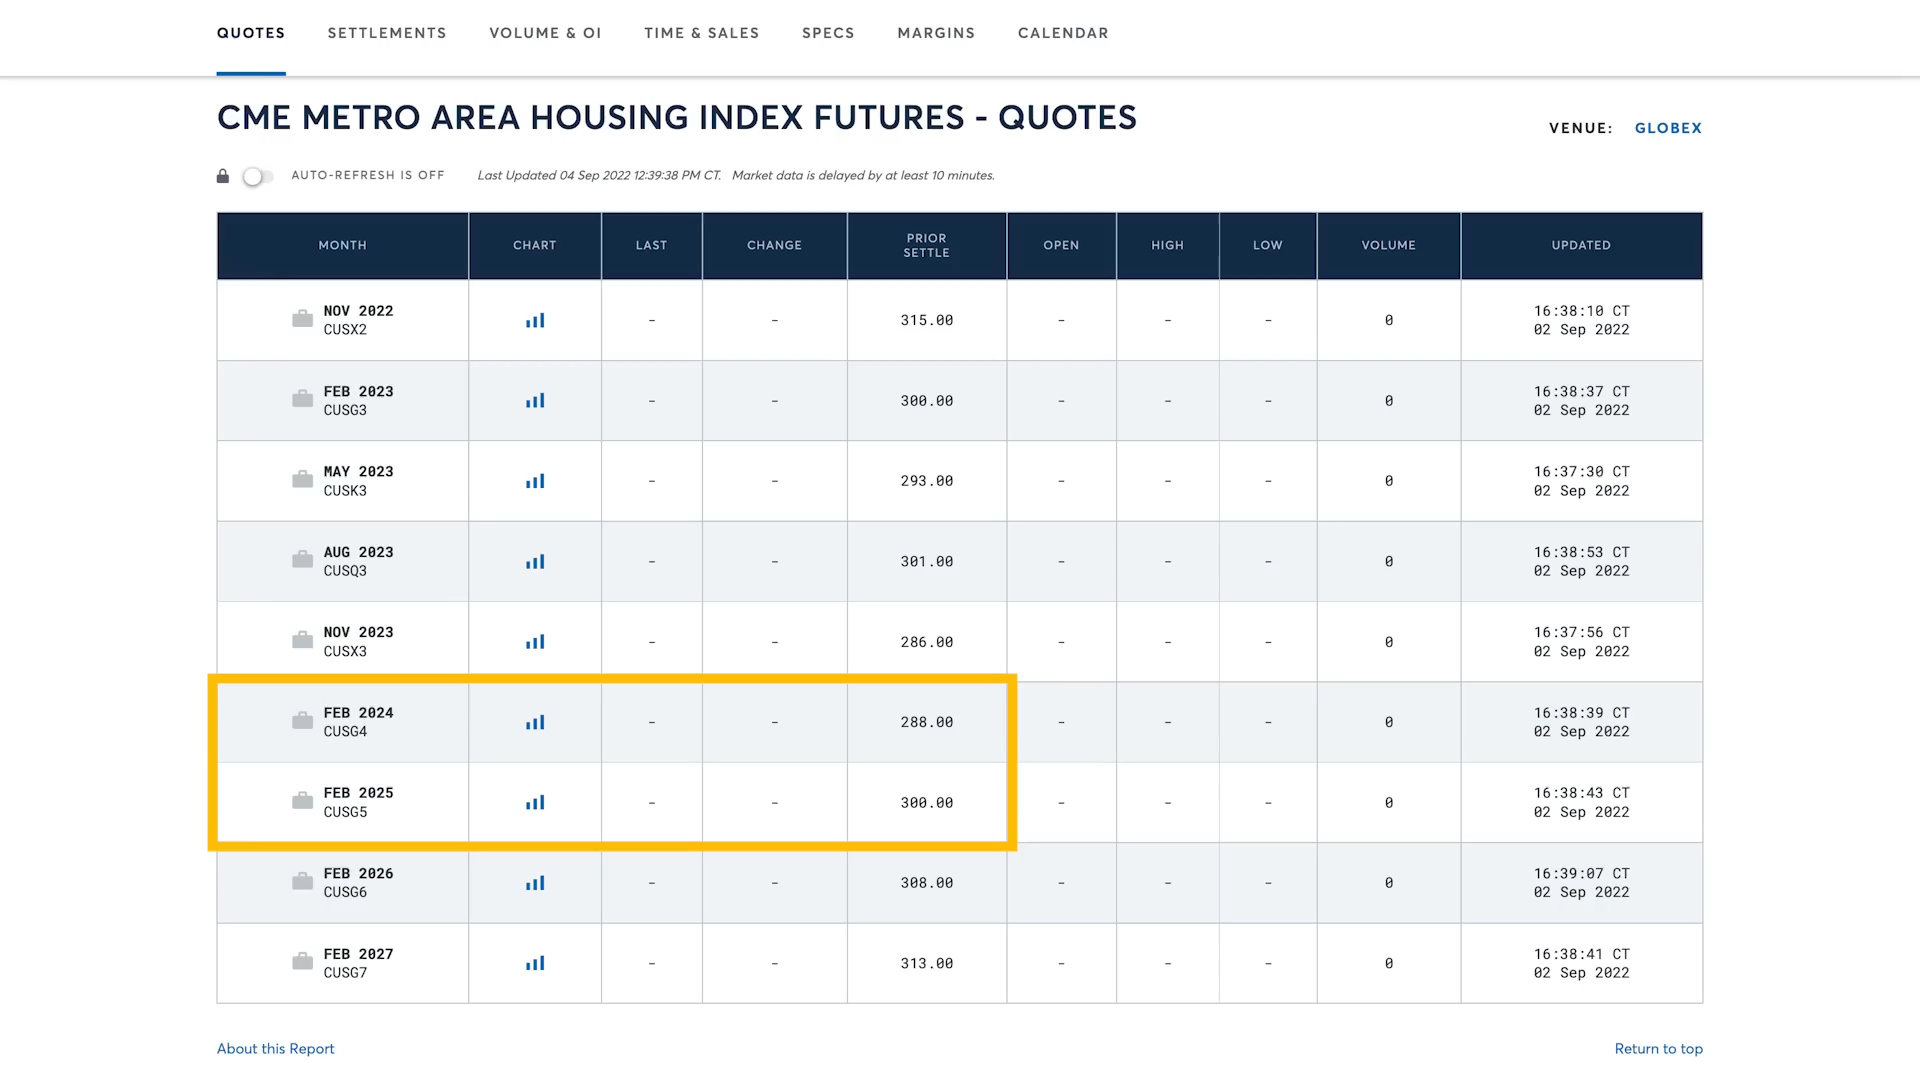 QUOTES SETTLEMENTS VOLUME & OI TIME & SALES SPECS MARGINS CALENDAR
CME METRO AREA HOUSING INDEX FUTURES - QUOTES
VENUE: GLOBEX
AUTO-REFRESH IS OFF Last Updated 04 Sep 2022 12:39:38 PM CT. Market data is delayed by at least 10 minutes.
MONTH CHART LAST CHANGE PRIOR SETTLE OPEN HIGH LOW VOLUME UPDATED
NOV 2022 16:38:10 CT
CUSX2 - - 315.00 - - - 0 02 Sep 2022
FEB 2023 16:38:37 CT
CUSG3 - - 300.00 - - - 0 02 Sep 2022
MAY 2023 16:37:30 CT
CUSK3 - - 293.00 - - - 0 02 Sep 2022
AUG 2023 16:38:53 CT
CUSQ3 - - 301.00 - - - 0 02 Sep 2022
NOV 2023 16:37:56 CT
CUSX3 - - 286.00 - - - 0 02 Sep 2022
FEB 2024 16:38:39 CT
CUSG4 - - 288.00 - - - 0 02 Sep 2022
FEB 2025 16:38:43 CT
CUSG5 - - 300.00 - - - 0 02 Sep 2022
FEB 2026 16:39:07 CT
CUSG6 - - 308.00 - - - 0 02 Sep 2022
FEB 2027 16:38:41 CT
CUSG7 - - 313.00 - - - 0 02 Sep 2022
About this Report Return to top